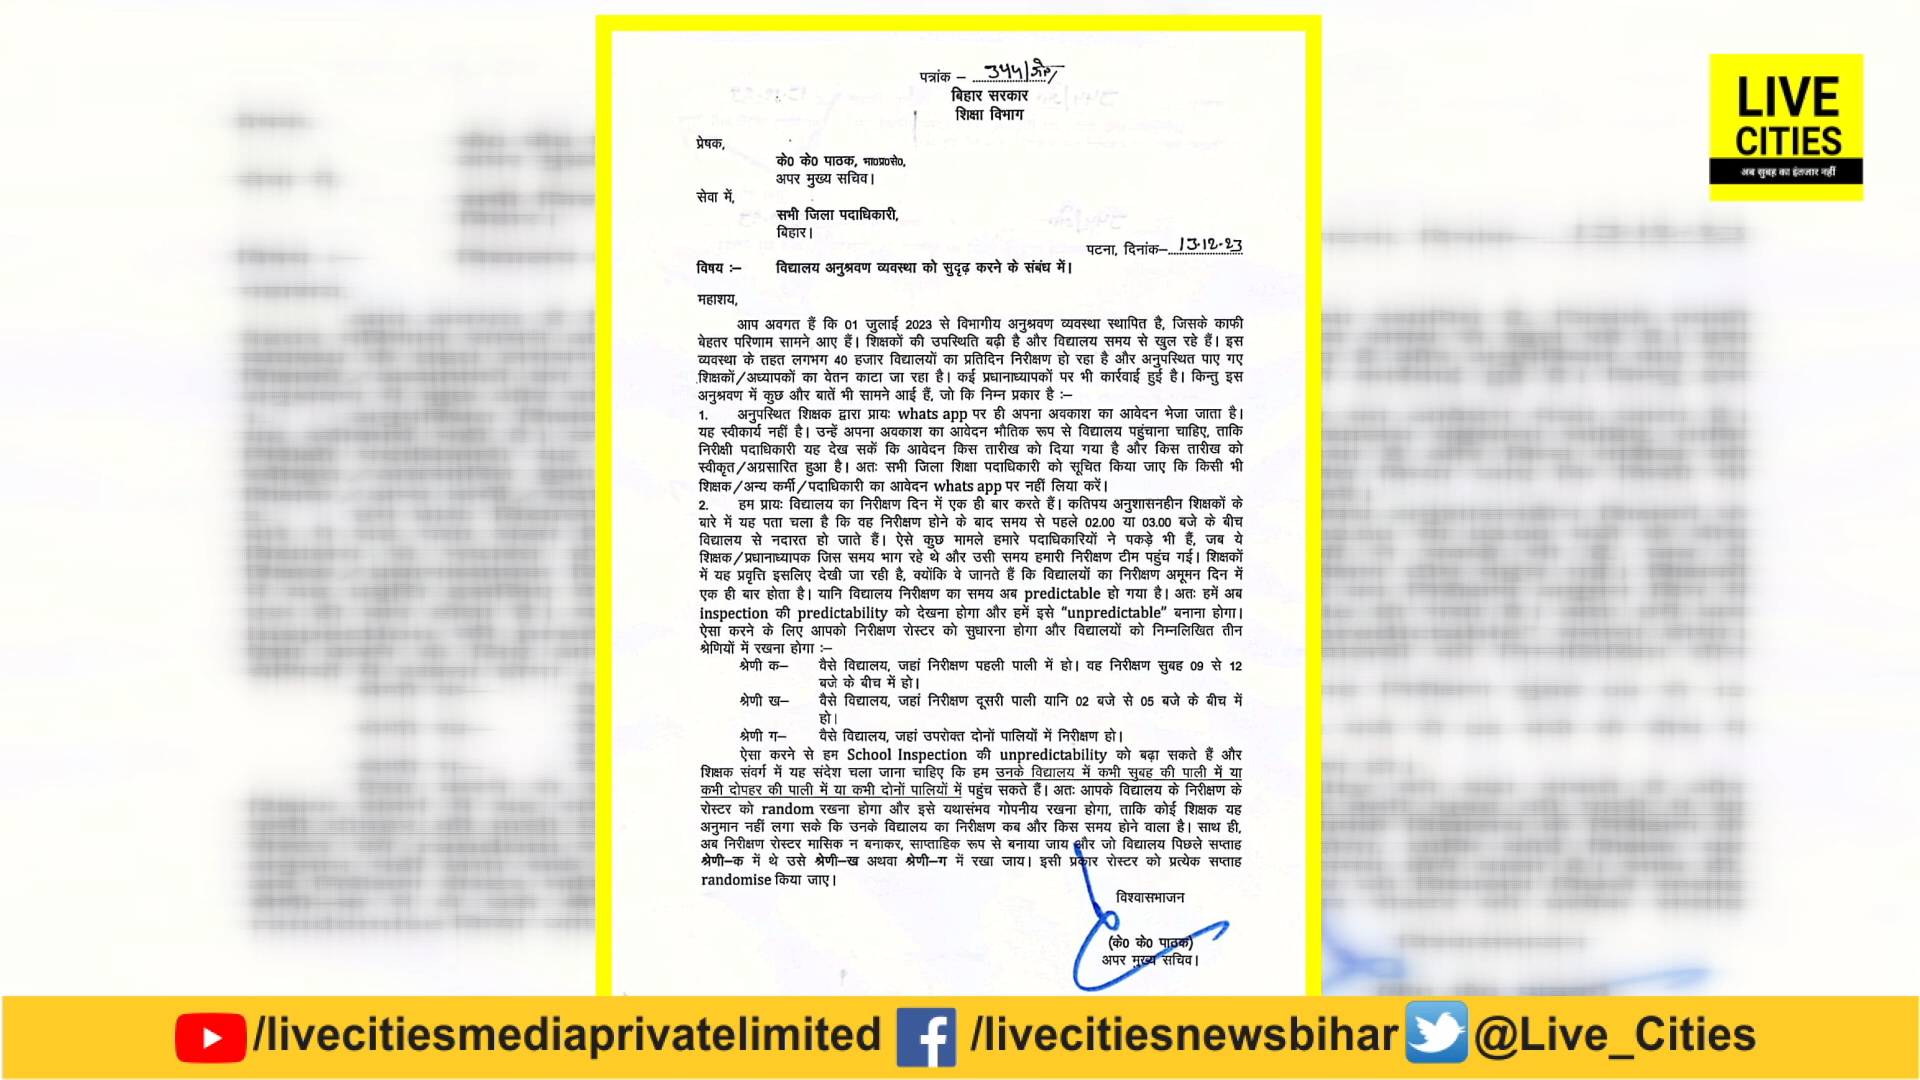 पत्रांक – 344/गो०
बिहार सरकार
शिक्षा विभाग
प्रेषक,
के0 के0 पाठक, भा0प्र0से0,
अपर मुख्य सचिव।
सेवा में,
सभी जिला पदाधिकारी,
बिहार।
पटना, दिनांक– 13-12-23
विषय :– विद्यालय अनुश्रवण व्यवस्था को सुदृढ़ करने के संबंध में।
महाशय,
आप अवगत हैं कि 01 जुलाई 2023 से विभागीय अनुश्रवण व्यवस्था स्थापित है, जिसके काफी
बेहतर परिणाम सामने आए हैं। शिक्षकों की उपस्थिति बढ़ी है और विद्यालय समय से खुल रहे हैं। इस
व्यवस्था के तहत लगभग 40 हजार विद्यालयों का प्रतिदिन निरीक्षण हो रहा है और अनुपस्थित पाए गए
शिक्षकों/अध्यापकों का वेतन काटा जा रहा है। कई प्रधानाध्यापकों पर भी कार्रवाई हुई है। किन्तु इस
अनुश्रवण में कुछ और बातें भी सामने आई हैं, जो कि निम्न प्रकार है :–
1. अनुपस्थित शिक्षक द्वारा प्रायः whats app पर ही अपना अवकाश का आवेदन भेजा जाता है।
यह स्वीकार्य नहीं है। उन्हें अपना अवकाश का आवेदन भौतिक रूप से विद्यालय पहुंचाना चाहिए, ताकि
निरीक्षी पदाधिकारी यह देख सकें कि आवेदन किस तारीख को दिया गया है और किस तारीख को
स्वीकृत/अग्रसारित हुआ है। अतः सभी जिला शिक्षा पदाधिकारी को सूचित किया जाए कि किसी भी
शिक्षक/अन्य कर्मी/पदाधिकारी का आवेदन whats app पर नहीं लिया करें।
2. हम प्रायः विद्यालय का निरीक्षण दिन में एक ही बार करते हैं। कतिपय अनुशासनहीन शिक्षकों के
बारे में यह पता चला है कि वह निरीक्षण होने के बाद समय से पहले 02.00 या 03.00 बजे के बीच
विद्यालय से नदारत हो जाते हैं। ऐसे कुछ मामले हमारे पदाधिकारियों ने पकड़े भी हैं, जब ये
शिक्षक/प्रधानाध्यापक जिस समय भाग रहे थे और उसी समय हमारी निरीक्षण टीम पहुंच गई। शिक्षकों
में यह प्रवृत्ति इसलिए देखी जा रही है, क्योंकि वे जानते हैं कि विद्यालयों का निरीक्षण अमूमन दिन में
एक ही बार होता है। यानि विद्यालय निरीक्षण का समय अब predictable हो गया है। अतः हमें अब
inspection की predictability को देखना होगा और हमें इसे “unpredictable” बनाना होगा।
ऐसा करने के लिए आपको निरीक्षण रोस्टर को सुधारना होगा और विद्यालयों को निम्नलिखित तीन
श्रेणियों में रखना होगा :–
श्रेणी क– वैसे विद्यालय, जहां निरीक्षण पहली पाली में हो। वह निरीक्षण सुबह 09 से 12
बजे के बीच में हो।
श्रेणी ख– वैसे विद्यालय, जहां निरीक्षण दूसरी पाली यानि 02 बजे से 05 बजे के बीच में
हो।
श्रेणी ग– वैसे विद्यालय, जहां उपरोक्त दोनों पालियों में निरीक्षण हो।
ऐसा करने से हम School Inspection की unpredictability को बढ़ा सकते हैं और
शिक्षक संवर्ग में यह संदेश चला जाना चाहिए कि हम उनके विद्यालय में कभी सुबह की पाली में या
कभी दोपहर की पाली में या कभी दोनों पालियों में पहुंच सकते हैं। अतः आपके विद्यालय के निरीक्षण के
रोस्टर को random रखना होगा और इसे यथासंभव गोपनीय रखना होगा, ताकि कोई शिक्षक यह
अनुमान नहीं लगा सके कि उनके विद्यालय का निरीक्षण कब और किस समय होने वाला है। साथ ही,
अब निरीक्षण रोस्टर मासिक न बनाकर, साप्ताहिक रूप से बनाया जाय और जो विद्यालय पिछले सप्ताह
श्रेणी–क में थे उसे श्रेणी–ख अथवा श्रेणी–ग में रखा जाय। इसी प्रकार रोस्टर को प्रत्येक सप्ताह
randomise किया जाए।
विश्वासभाजन
(के0 के0 पाठक)
अपर मुख्य सचिव।
LIVE
CITIES
अब सुबह का इंतजार नहीं
/livecitiesmediaprivatelimited /livecitiesnewsbihar @Live_Cities